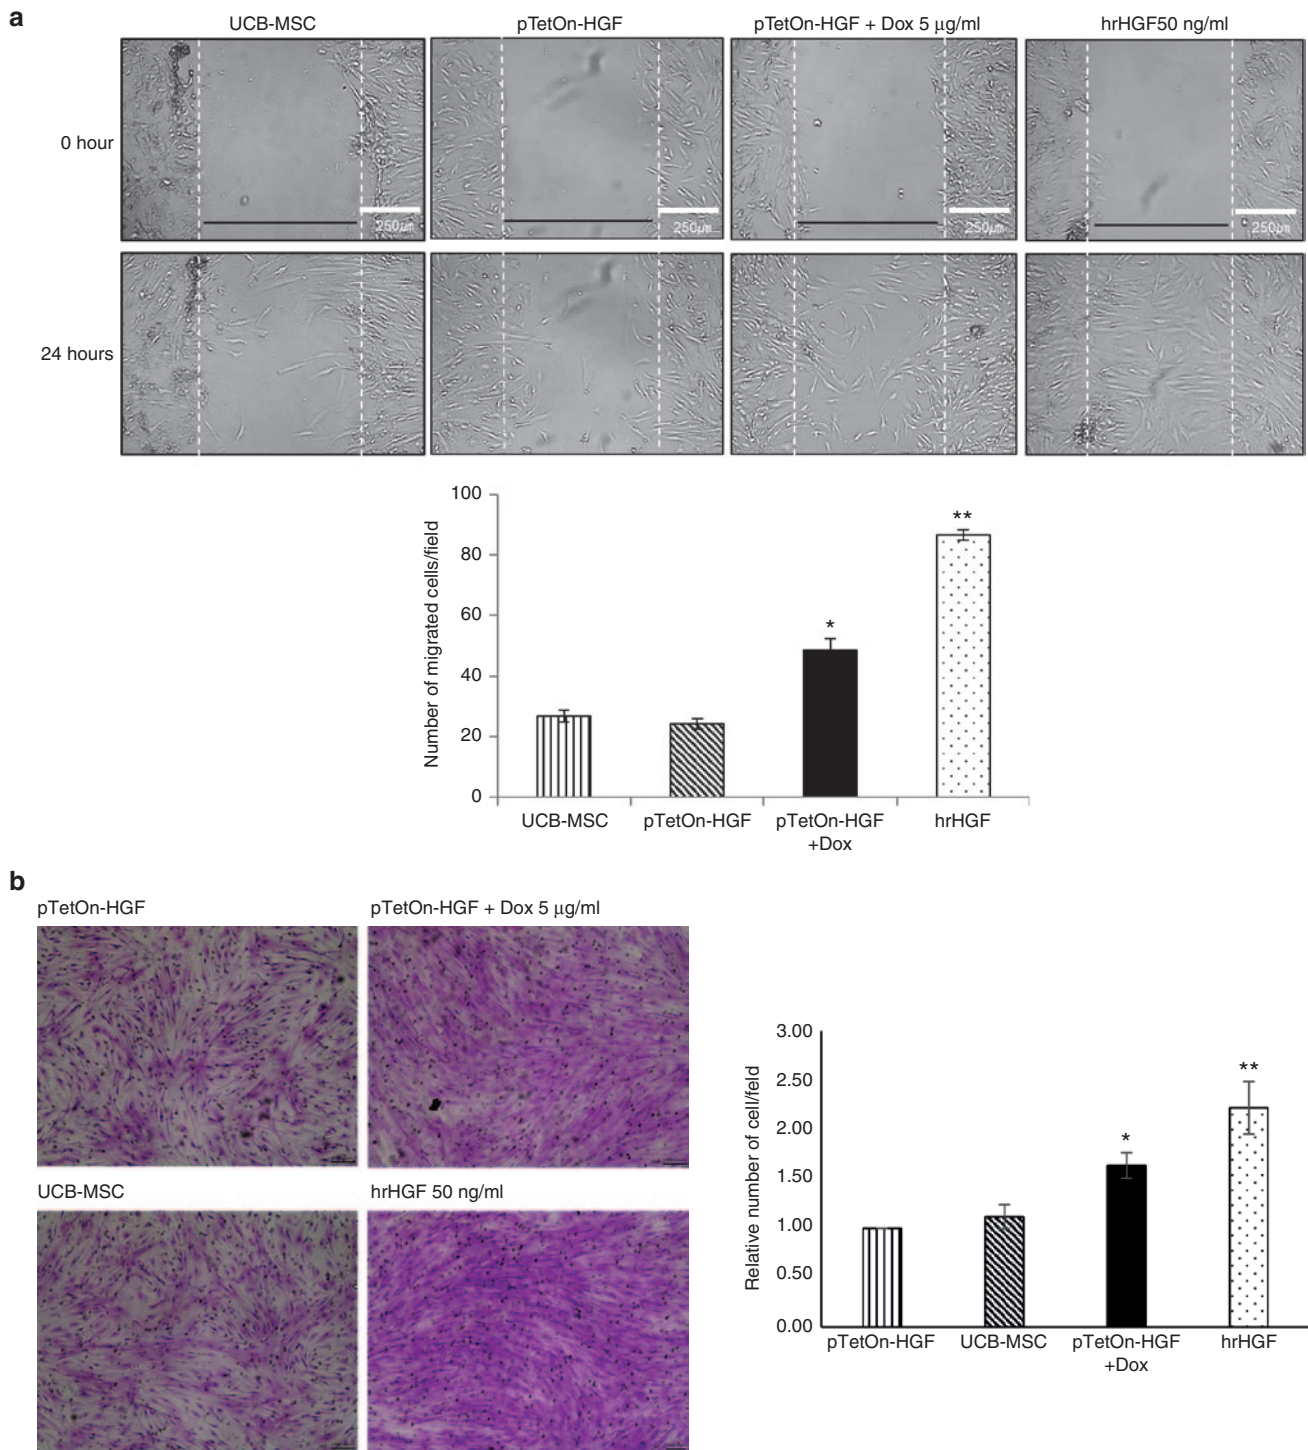 a
UCB-MSC
pTetOn-HGF
pTetOn-HGF + Dox 5 µg/ml
hrHGF50 ng/ml
0 hour
250µm
250µm
250µm
250µm
24 hours
100
80
60
40
20
0
Number of migrated cells/field
*
**
UCB-MSC
pTetOn-HGF
pTetOn-HGF
+Dox
hrHGF
b
pTetOn-HGF
pTetOn-HGF + Dox 5 µg/ml
UCB-MSC
hrHGF 50 ng/ml
3.00
2.50
2.00
1.50
1.00
0.50
0.00
Relative number of cell/feld
*
**
pTetOn-HGF
UCB-MSC
pTetOn-HGF
+Dox
hrHGF